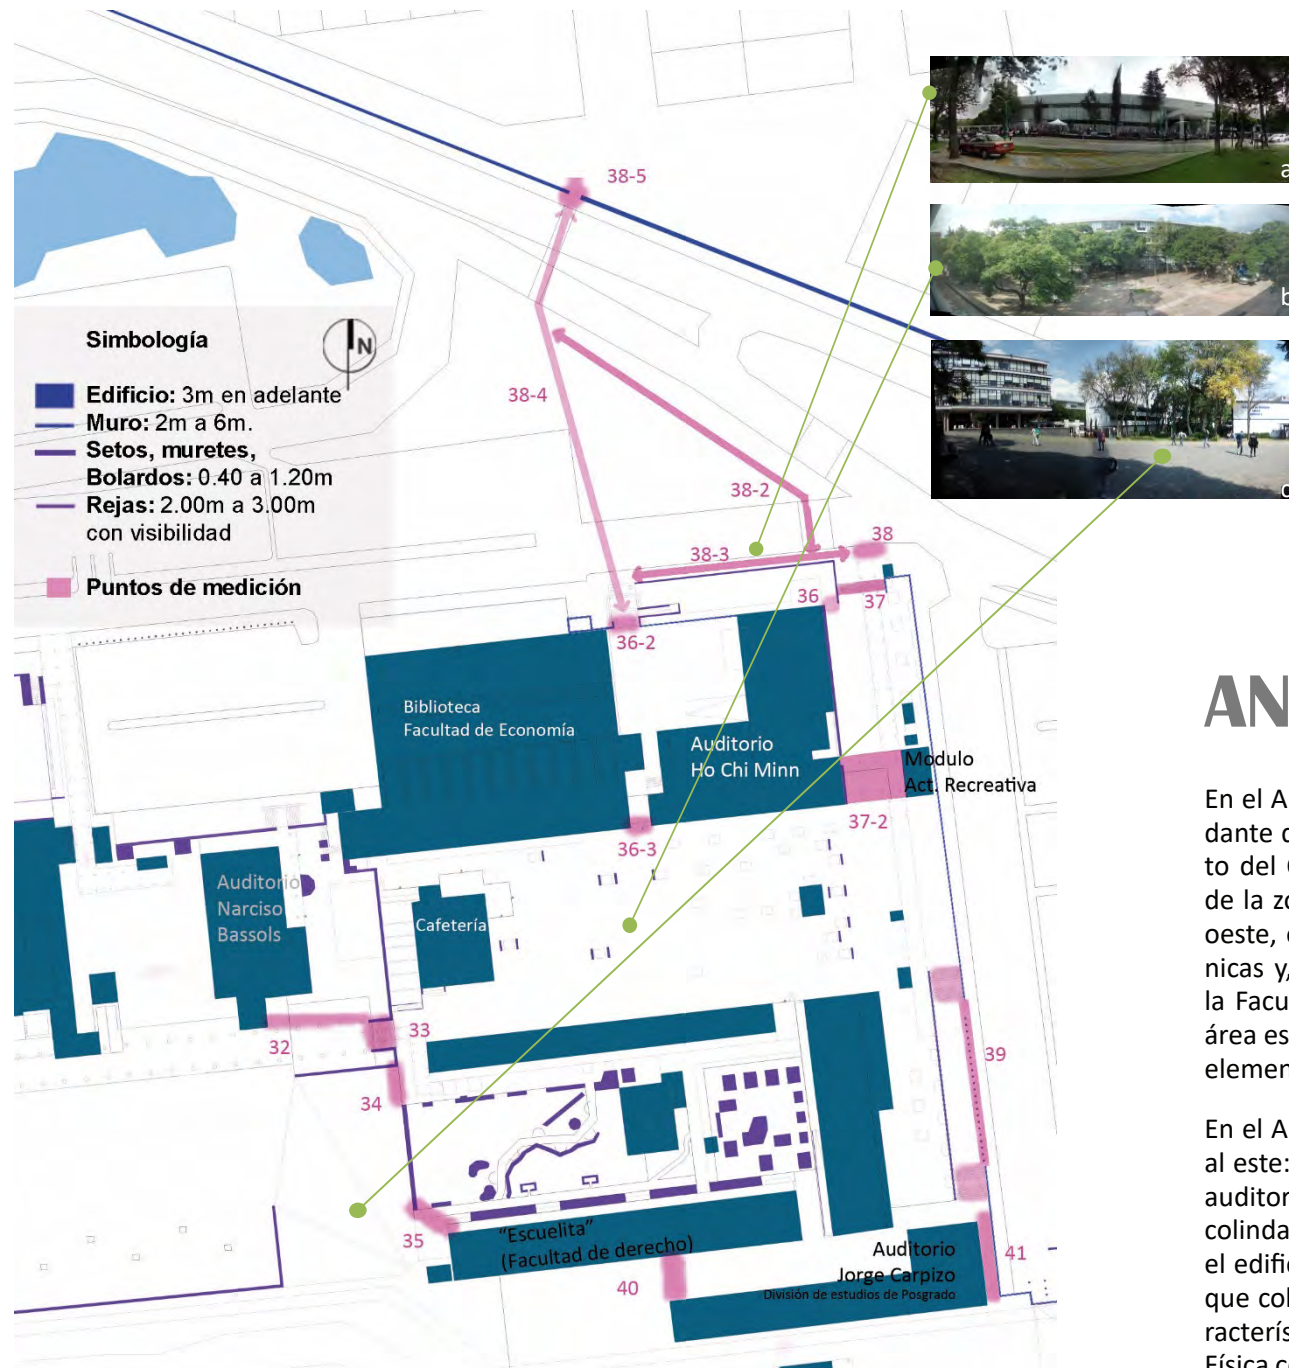 38-5
a
b
Simbología
N
Edificio: 3m en adelante
Muro: 2m a 6m.
Setos, muretes,
Bolardos: 0.40 a 1.20m
Rejas: 2.00m a 3.00m
con visibilidad
Puntos de medición
38-4
38-2
38-3
38
36
37
36-2
Biblioteca
Facultad de Economía
Auditorio
Ho Chi Minn
Modulo
Act. Recreativa
37-2
36-3
Auditorio
Narciso
Bassols
Cafetería
32
33
34
39
35
"Escuelita"
(Facultad de derecho)
40
Auditorio
Jorge Carpizo
División de estudios de Posgrado
41
AN
En el A
dante
to del
de la zo
oeste,
nicas y,
la Facu
área es
elemen
En el A
al este:
auditor
colinda
el edific
que col
racterís
Física c